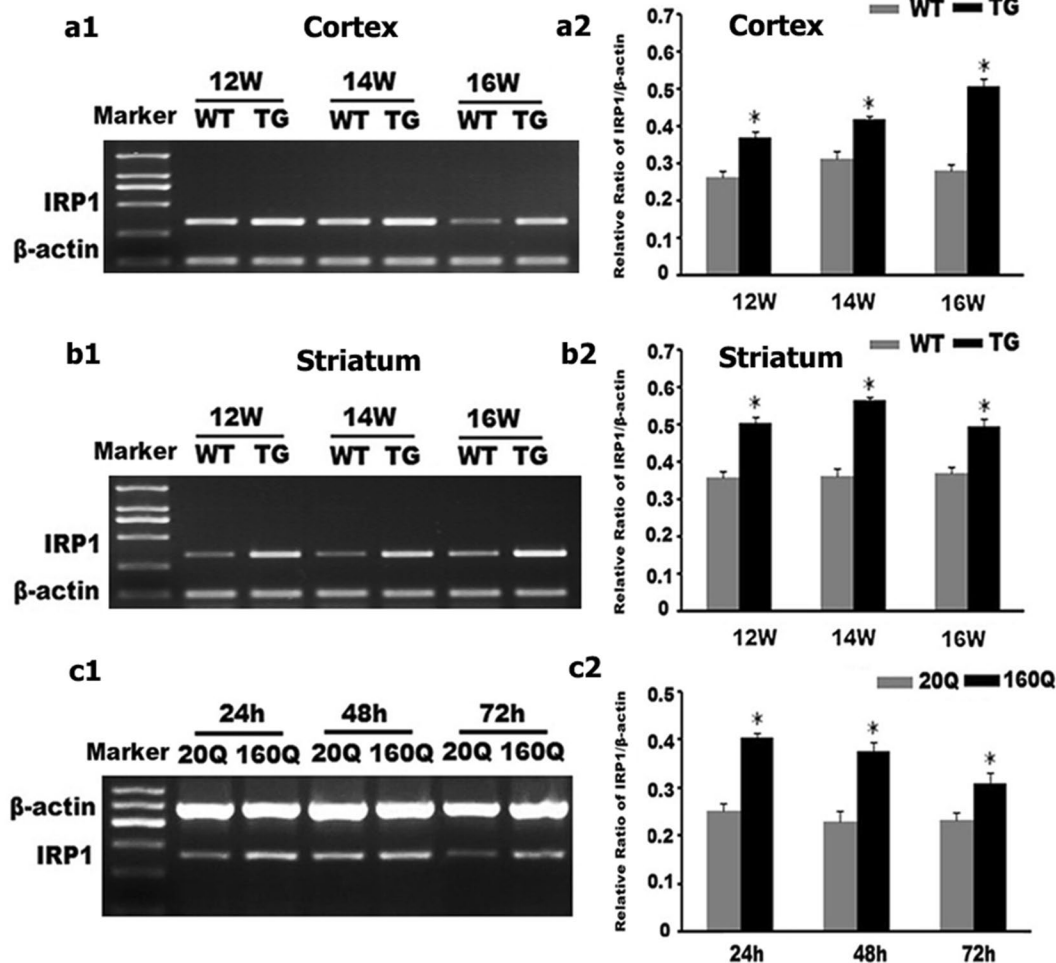 a1
Cortex
12W 14W 16W
Marker WT TG WT TG WT TG
IRP1
β-actin
a2
Cortex
WT TG
Relative Ratio of IRP1/β-actin
0.7
0.6
0.5
0.4
0.3
0.2
0.1
0
* * *
12W 14W 16W
b1
Striatum
12W 14W 16W
Marker WT TG WT TG WT TG
IRP1
β-actin
b2
Striatum
WT TG
Relative Ratio of IRP1/β-actin
0.7
0.6
0.5
0.4
0.3
0.2
0.1
0
* * *
12W 14W 16W
c1
24h 48h 72h
Marker 20Q 160Q 20Q 160Q 20Q 160Q
β-actin
IRP1
c2
20Q 160Q
Relative Ratio of IRP1/β-actin
0.5
0.4
0.3
0.2
0.1
0
* * *
24h 48h 72h